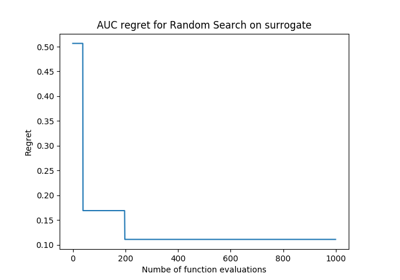 AUC regret for Random Search on surrogate
0.50
0.45
0.40
0.35
0.30
0.25
0.20
0.15
0.10
Regret
0 200 400 600 800 1000
Numbe of function evaluations